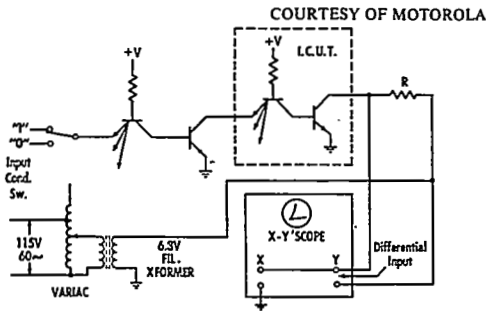 COURTESY OF MOTOROLA
+V
I.C.U.T.
+V
R
"1"
"0"
Input
Cond.
Sw.
115V
60~
VARIAC
6.3V
FIL.
XFORMER
L
X-Y'SCOPE
X Y
Differential
Input